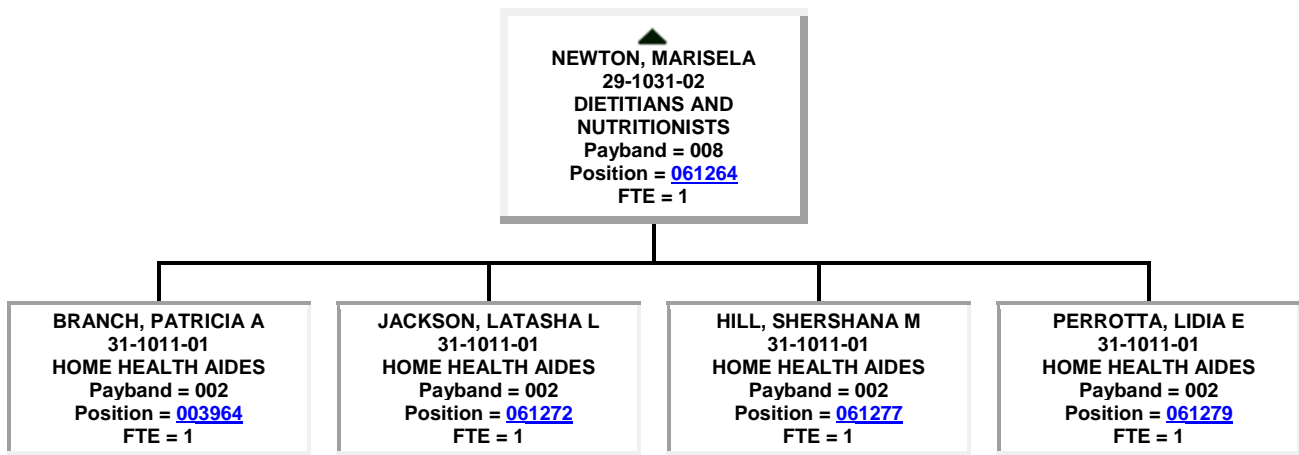 NEWTON, MARISELA
29-1031-02
DIETITIANS AND
NUTRITIONISTS
Payband = 008
Position = 061264
FTE = 1
BRANCH, PATRICIA A
31-1011-01
HOME HEALTH AIDES
Payband = 002
Position = 003964
FTE = 1
JACKSON, LATASHA L
31-1011-01
HOME HEALTH AIDES
Payband = 002
Position = 061272
FTE = 1
HILL, SHERSHANA M
31-1011-01
HOME HEALTH AIDES
Payband = 002
Position = 061277
FTE = 1
PERROTTA, LIDIA E
31-1011-01
HOME HEALTH AIDES
Payband = 002
Position = 061279
FTE = 1